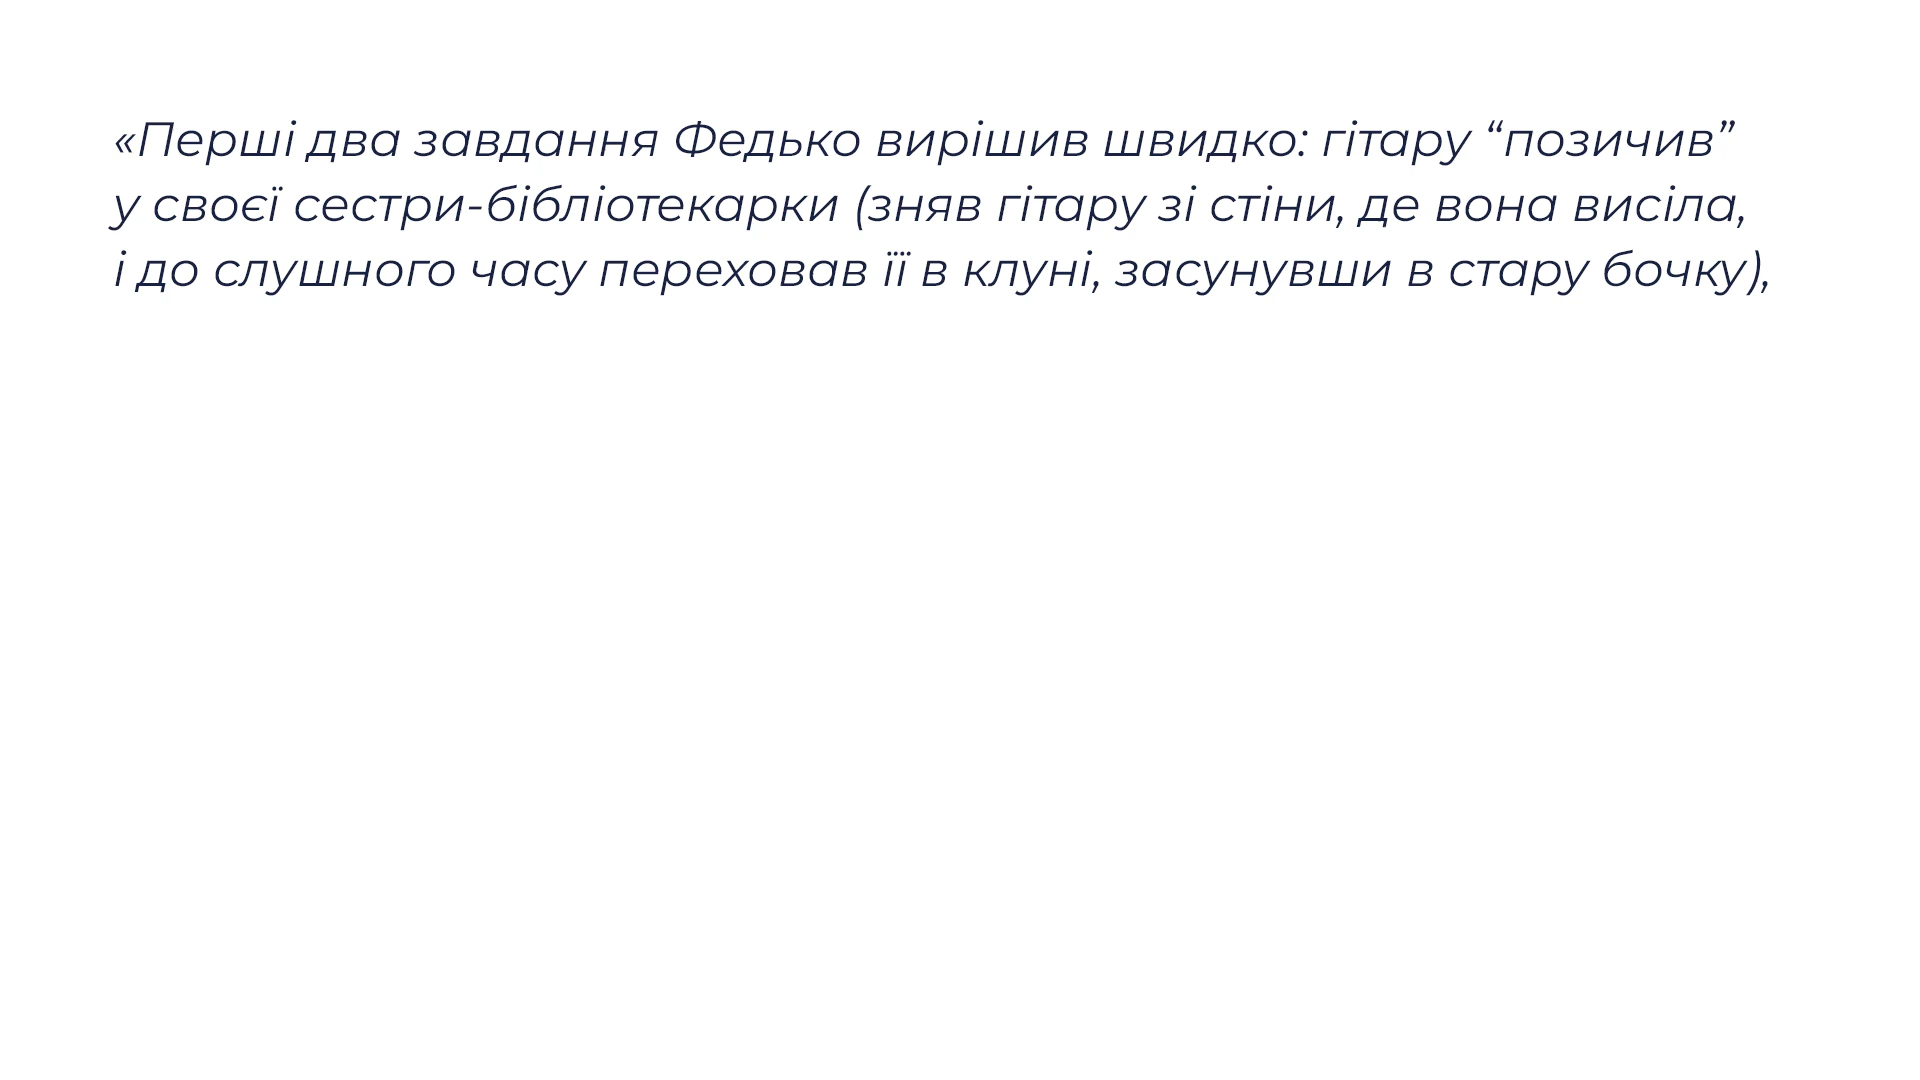 «Перші два завдання Федько вирішив швидко: гітару “позичив”
у своєї сестри-бібліотекарки (зняв гітару зі стіни, де вона висіла,
і до слушного часу переховав її в клуні, засунувши в стару бочку),